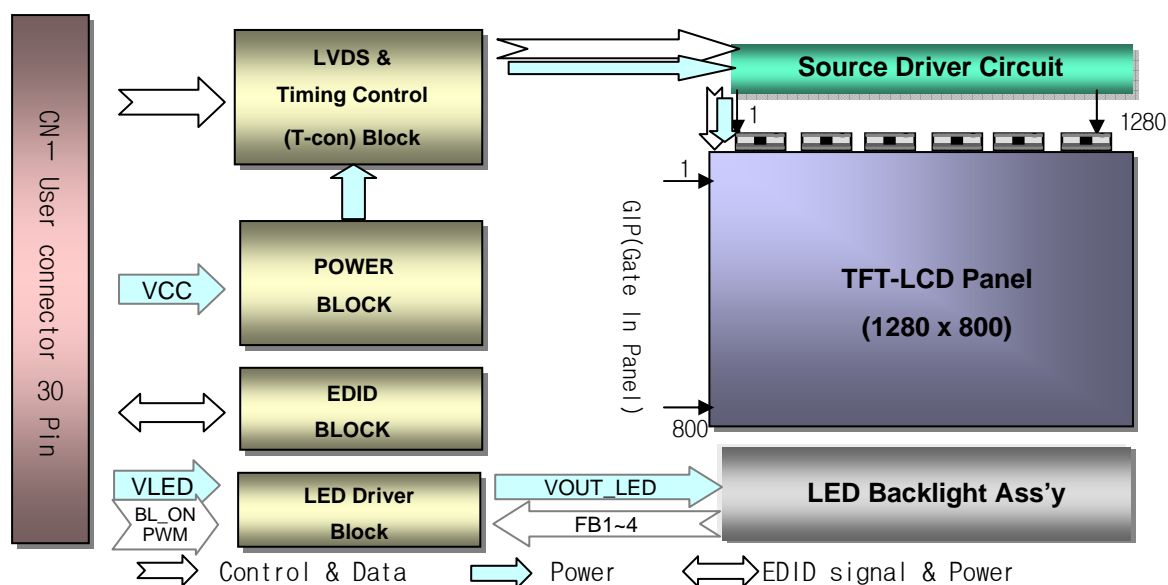 CN-1 User connector 30 Pin
LVDS &
Timing Control
(T-con) Block
Source Driver Circuit
1
1280
1
GIP(Gate In Panel)
800
VCC
POWER
BLOCK
TFT-LCD Panel
(1280 x 800)
EDID
BLOCK
VLED
BL_ON
PWM
LED Driver
Block
VOUT_LED
FB1~4
LED Backlight Ass'y
Control & Data
Power
EDID signal & Power